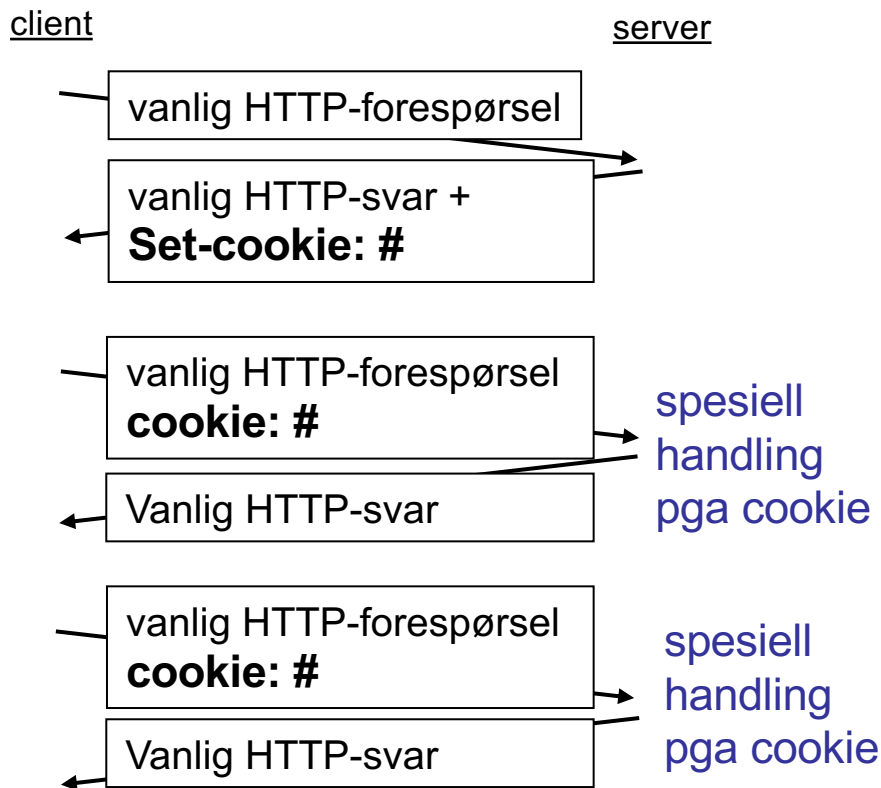 client
server
vanlig HTTP-forespørsel
vanlig HTTP-svar +
Set-cookie: #
vanlig HTTP-forespørsel
cookie: #
spesiell
handling
pga cookie
Vanlig HTTP-svar
vanlig HTTP-forespørsel
cookie: #
spesiell
handling
pga cookie
Vanlig HTTP-svar